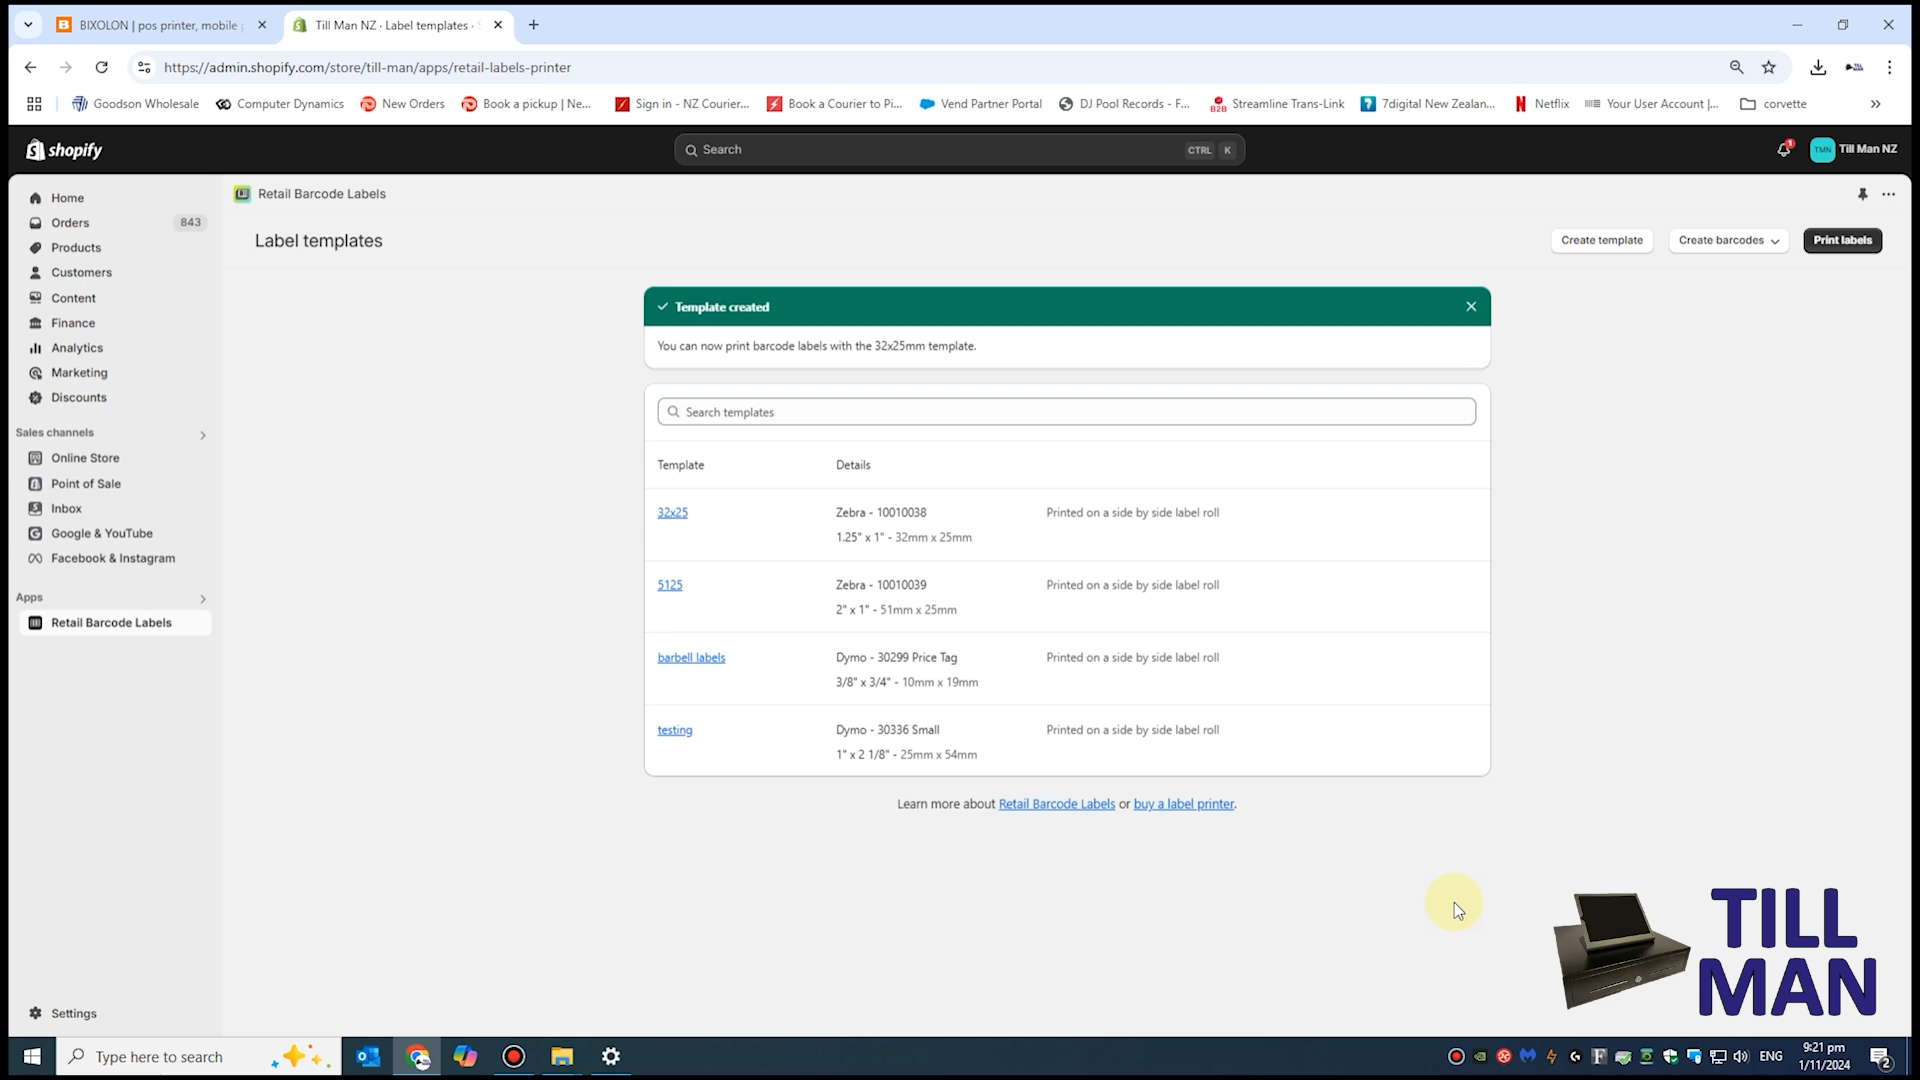 BIXOLON | pos printer, mobile
Till Man NZ · Label templates ·
https://admin.shopify.com/store/till-man/apps/retail-labels-printer
Goodson Wholesale
Computer Dynamics
New Orders
Book a pickup | Ne...
Sign in - NZ Courier...
Book a Courier to Pi...
Vend Partner Portal
DJ Pool Records - F...
B2B
Streamline Trans-Link
7digital New Zealan...
Netflix
Your User Account |...
corvette
shopify
Search
CTRL K
1
TMN
Till Man NZ
Home
Orders 843
Products
Customers
Content
Finance
Analytics
Marketing
Discounts
Sales channels
Online Store
Point of Sale
Inbox
Google & YouTube
Facebook & Instagram
Apps
Retail Barcode Labels
Settings
Retail Barcode Labels
Label templates
Create template
Create barcodes
Print labels
Template created
You can now print barcode labels with the 32x25mm template.
Search templates
Template Details
32x25 Zebra - 10010038 Printed on a side by side label roll
1.25" x 1" - 32mm x 25mm
5125 Zebra - 10010039 Printed on a side by side label roll
2" x 1" - 51mm x 25mm
barbell labels Dymo - 30299 Price Tag Printed on a side by side label roll
3/8" x 3/4" - 10mm x 19mm
testing Dymo - 30336 Small Printed on a side by side label roll
1" x 2 1/8" - 25mm x 54mm
Learn more about Retail Barcode Labels or buy a label printer.
TILL
MAN
Type here to search
ENG
9:21 pm
1/11/2024
2